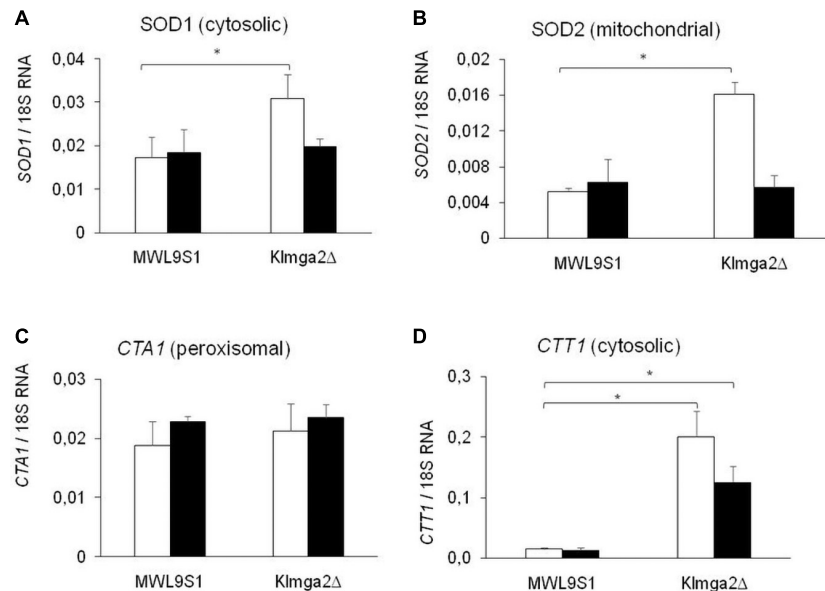 A
SOD1 (cytosolic)
SOD1 / 18S RNA
0,04
0,03
0,02
0,01
0
*
MWL9S1
Klmga2Δ
B
SOD2 (mitochondrial)
SOD2 / 18S RNA
0,02
0,016
0,012
0,008
0,004
0
*
MWL9S1
Klmga2Δ
C
CTA1 (peroxisomal)
CTA1 / 18S RNA
0,03
0,02
0,01
0
MWL9S1
Klmga2Δ
D
CTT1 (cytosolic)
CTT1 / 18S RNA
0,3
0,2
0,1
0,0
*
*
MWL9S1
Klmga2Δ